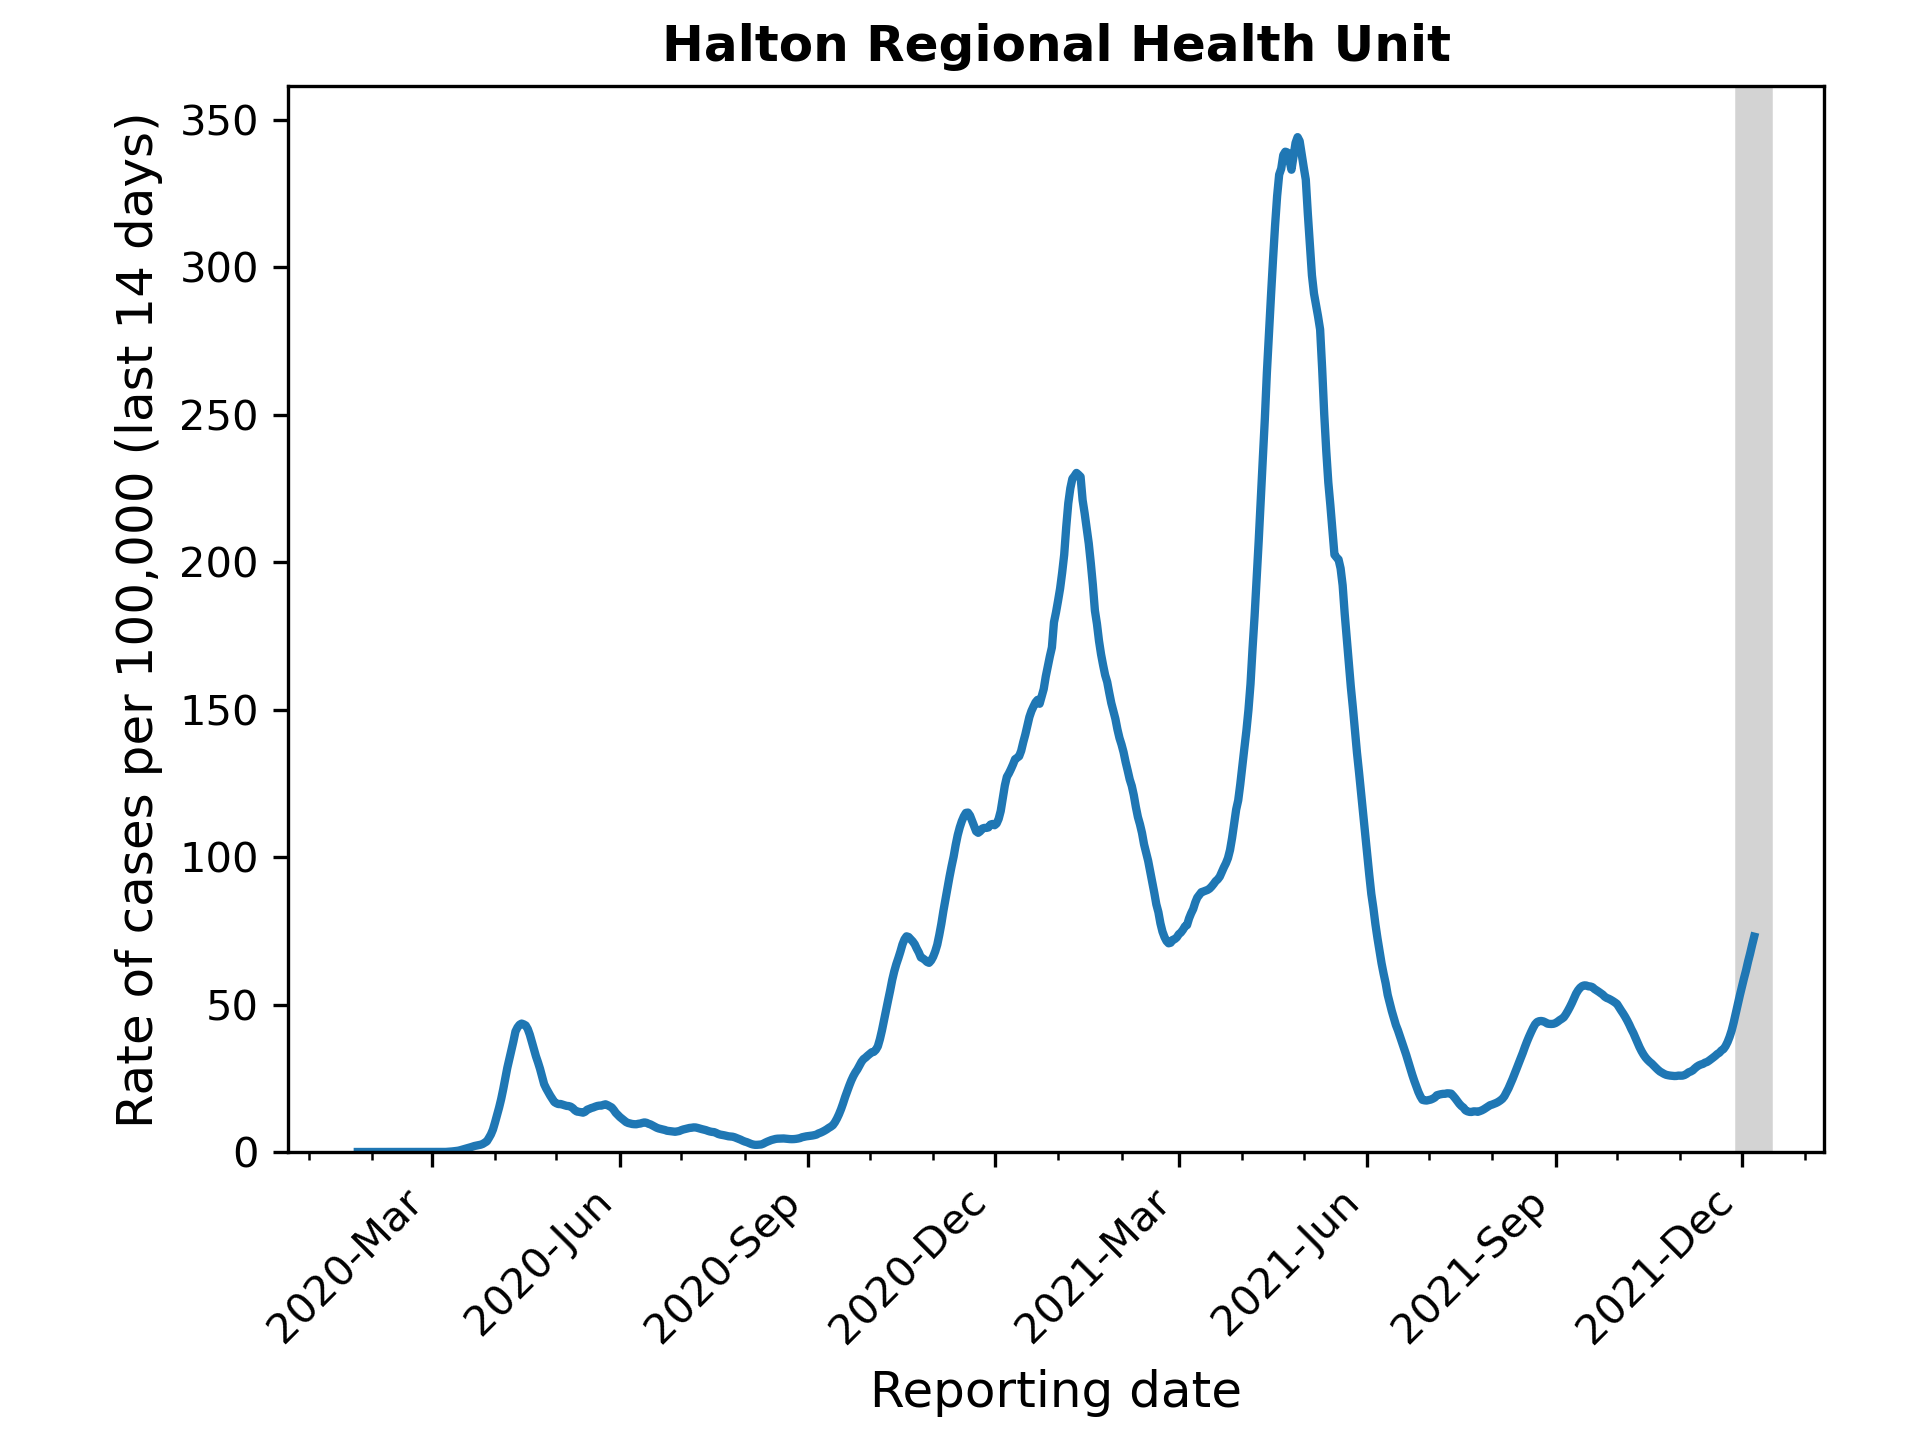 Halton Regional Health Unit
Rate of cases per 100,000 (last 14 days)
350
300
250
200
150
100
50
0
2020-Mar
2020-Jun
2020-Sep
2020-Dec
2021-Mar
2021-Jun
2021-Sep
2021-Dec
Reporting date